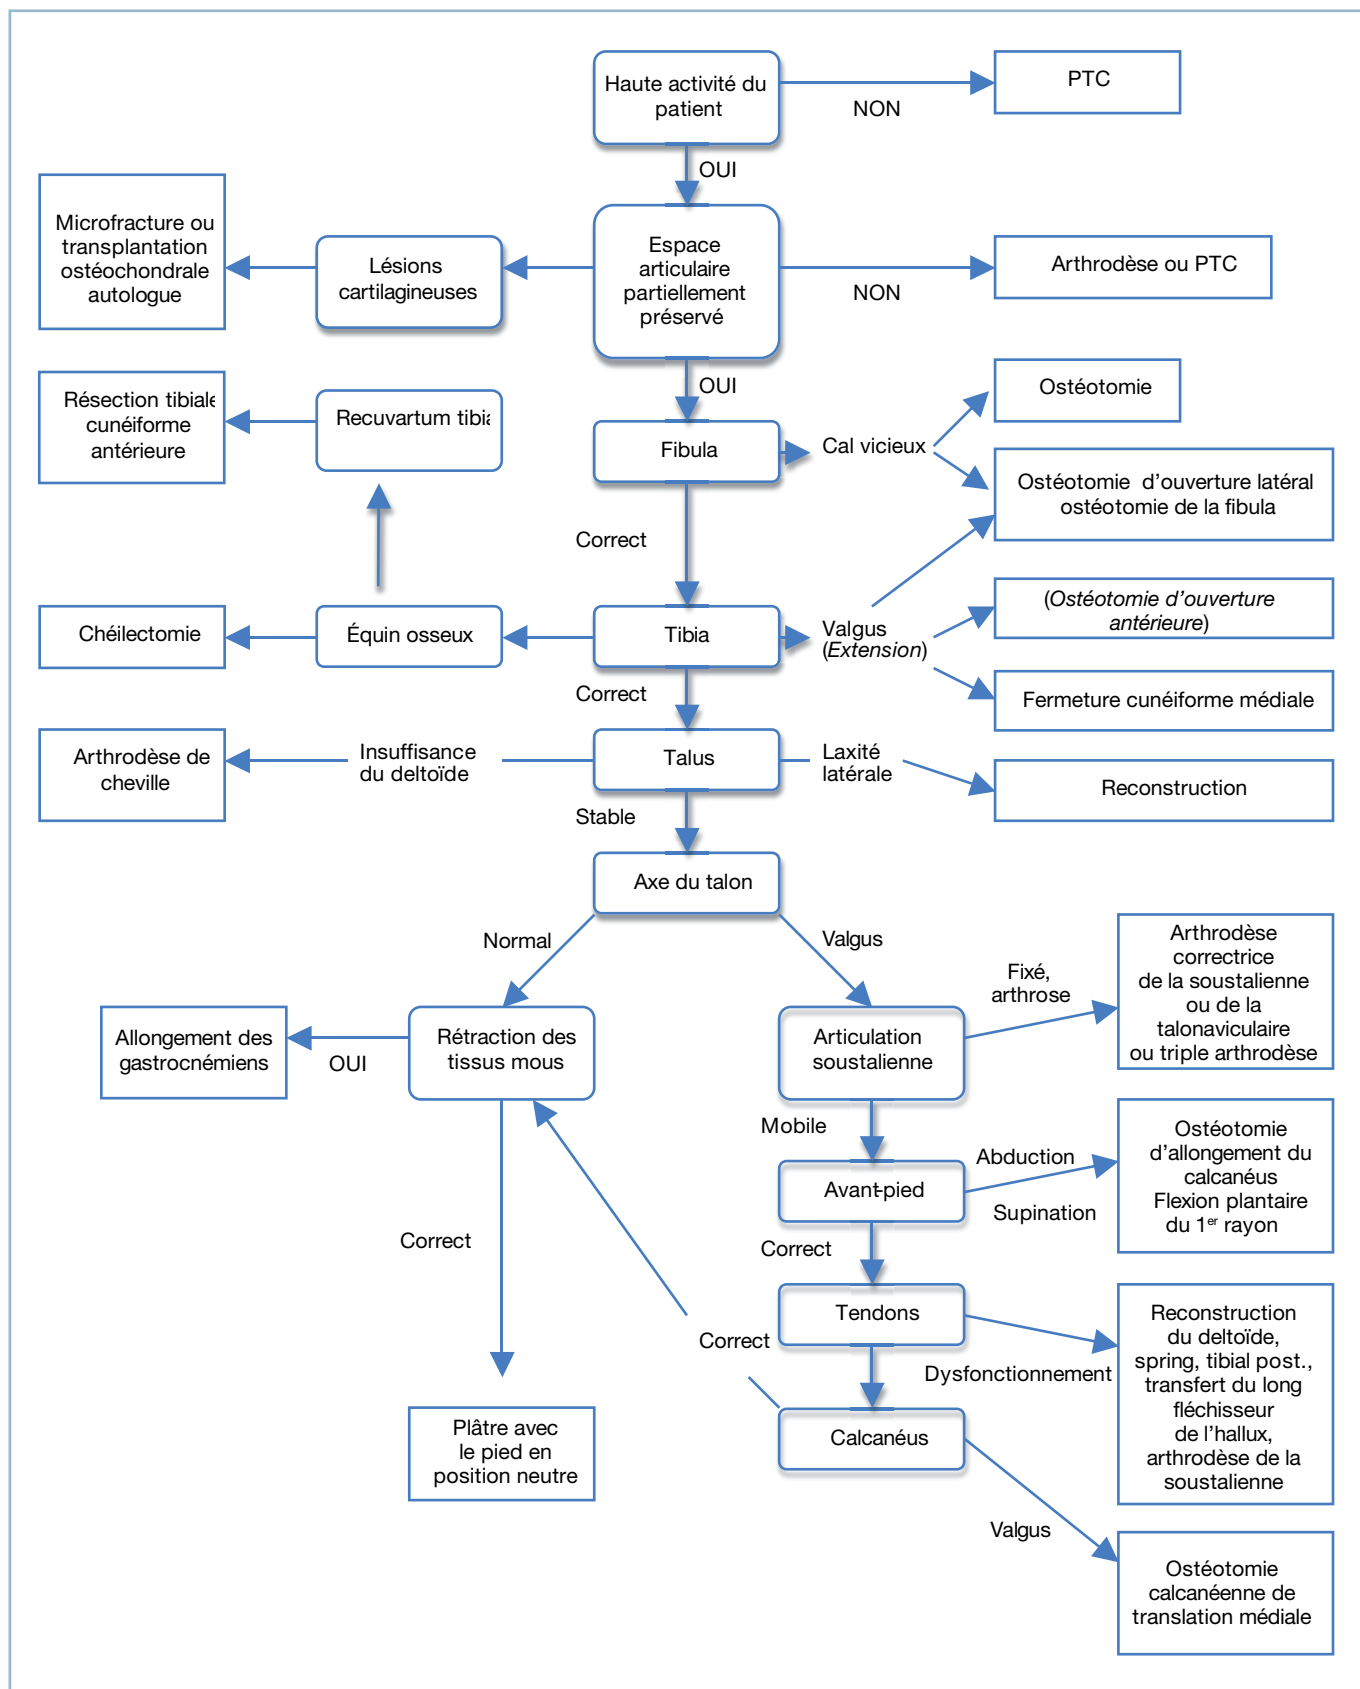 Haute activité du
patient
NON
PTC
OUI
Microfracture ou
transplantation
ostéochondrale
autologue
Lésions
cartilagineuses
Espace
articulaire
partiellement
préservé
NON
Arthrodèse ou PTC
OUI
Résection tibiale
cunéiforme
antérieure
Recuvartum tibia
Fibula
Cal vicieux
Ostéotomie
Ostéotomie d'ouverture latéral
ostéotomie de la fibula
Correct
Chéilectomie
Équin osseux
Tibia
Valgus
(Extension)
(Ostéotomie d'ouverture
antérieure)
Fermeture cunéiforme médiale
Correct
Arthrodèse de
cheville
Insuffisance
du deltoïde
Talus
Laxité
latérale
Reconstruction
Stable
Axe du talon
Normal
Valgus
Fixé,
arthrose
Arthrodèse
correctrice
de la soustalienne
ou de la
talonaviculaire
ou triple arthrodèse
Allongement des
gastrocnémiens
OUI
Rétraction des
tissus mous
Articulation
soustalienne
Mobile
Avant-pied
Abduction
Supination
Ostéotomie
d'allongement du
calcanéus
Flexion plantaire
du 1er rayon
Correct
Correct
Tendons
Dysfonctionnement
Reconstruction
du deltoïde,
spring, tibial post.,
transfert du long
fléchisseur
de l'hallux,
arthrodèse de la
soustalienne
Correct
Plâtre avec
le pied en
position neutre
Calcanéus
Valgus
Ostéotomie
calcanéenne de
translation médiale